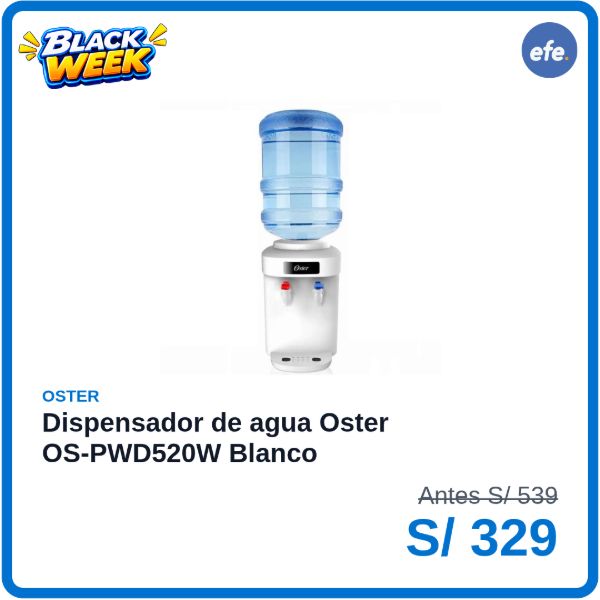 BLACK
WEEK
efe.
Oster
OSTER
Dispensador de agua Oster
OS-PWD520W Blanco
Antes S/ 539
S/ 329